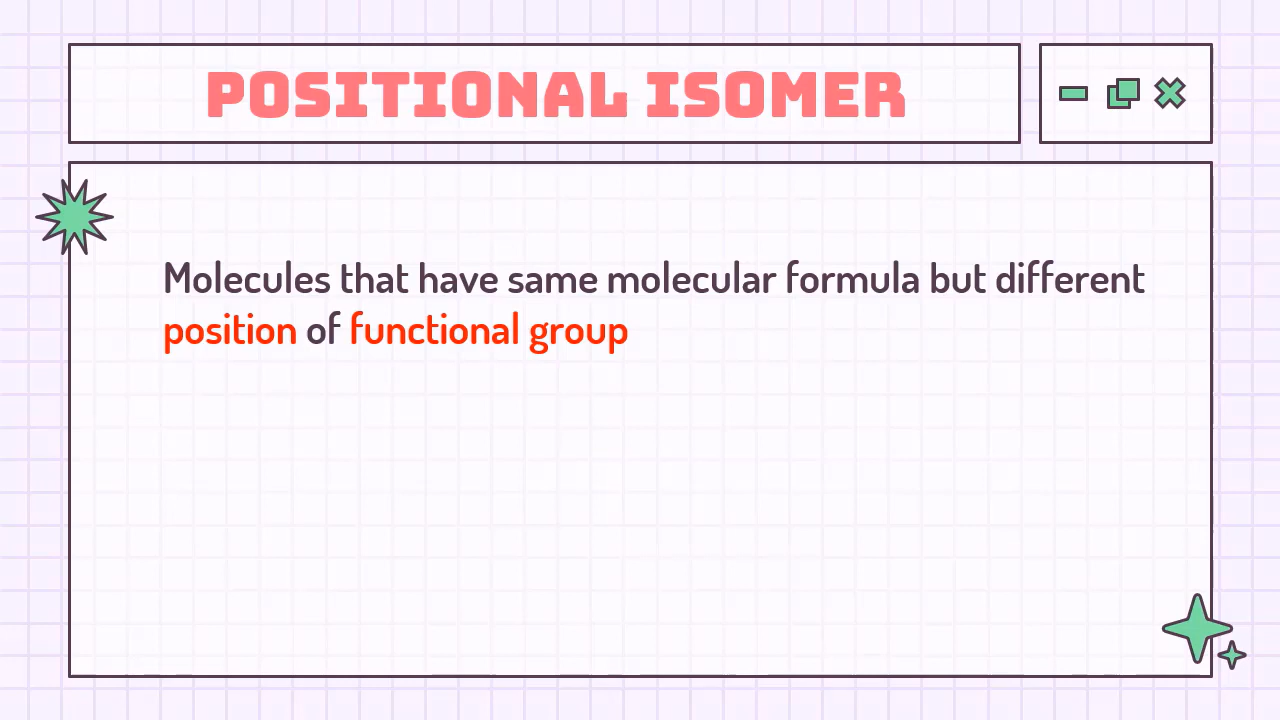 POSITIONAL ISOMER
Molecules that have same molecular formula but different
position of functional group